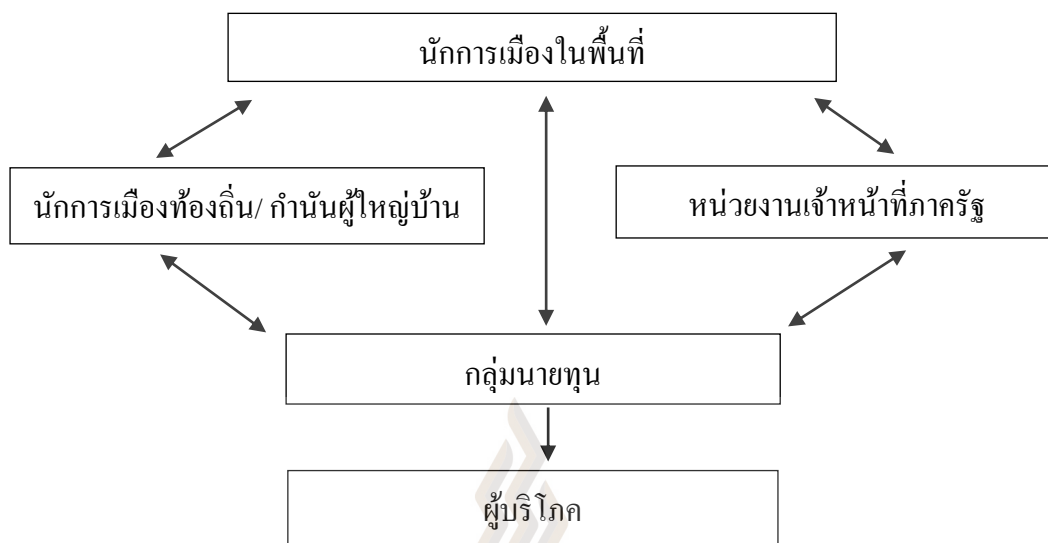 นักการเมืองในพื้นที่
นักการเมืองท้องถิ่น/ กำนันผู้ใหญ่บ้าน
หน่วยงานเจ้าหน้าที่ภาครัฐ
กลุ่มนายทุน
ผู้บริโภค